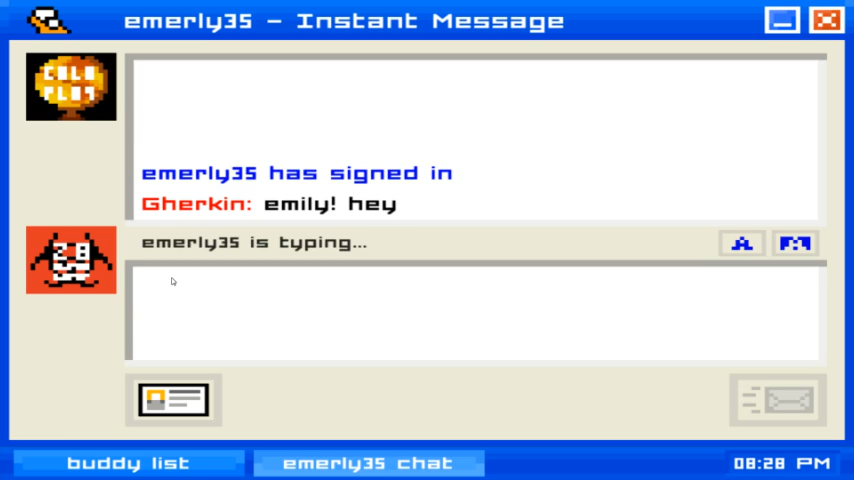 emerly35 - Instant Message
COLD
PLAY
emerly35 has signed in
Gherkin: emily! hey
emerly35 is typing...
A
buddy list
emerly35 chat
08:28 PM